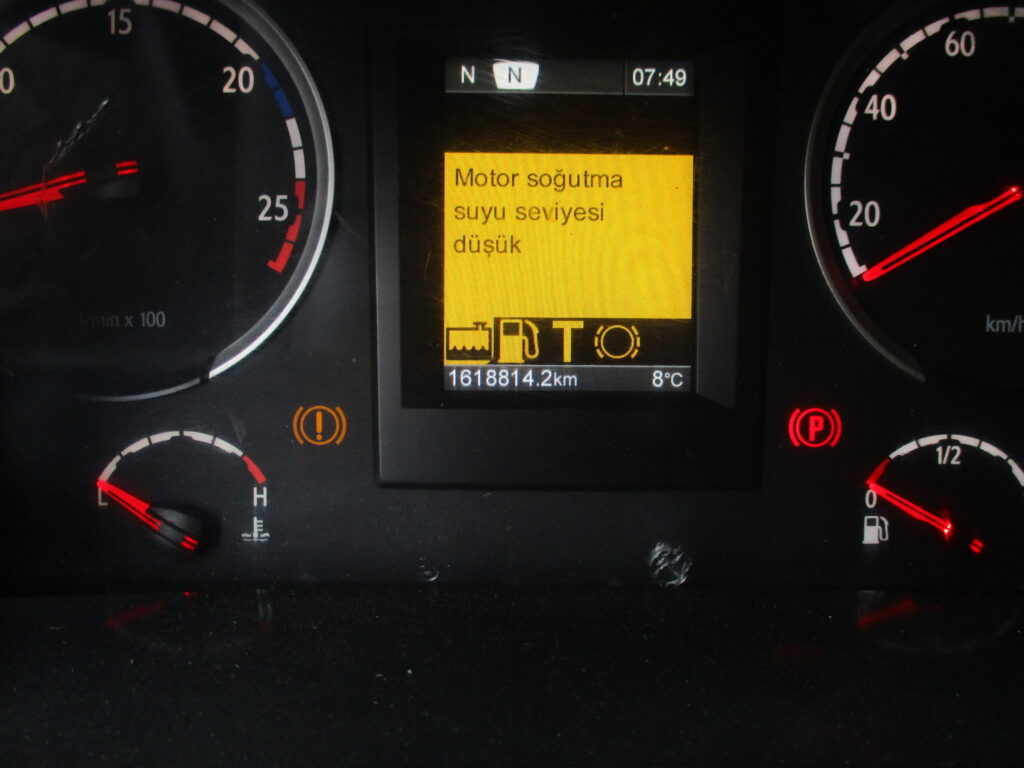 15
20
25
1/min x 100
N N 07:49
Motor soğutma
suyu seviyesi
düşük
T
1618814.2km 8°C
60
40
20
km/h
L H
P
1/2
0